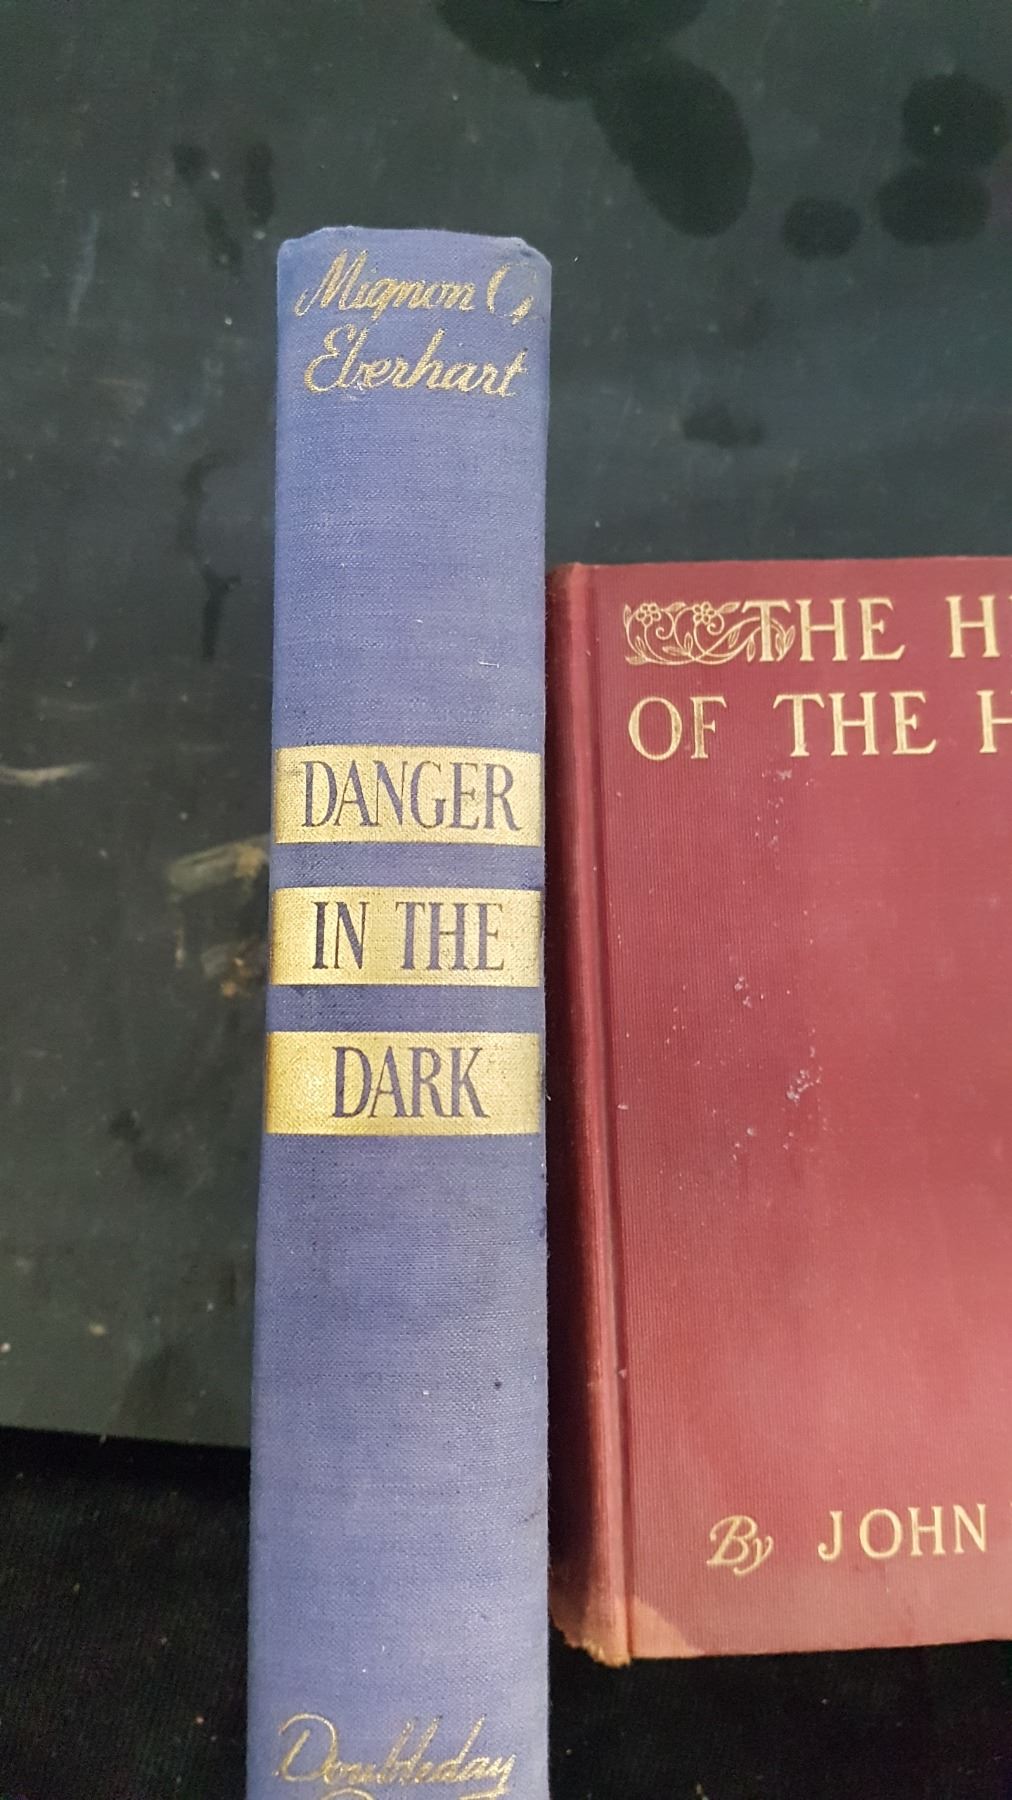 Mignon G.
Eberhart
DANGER
IN THE
DARK
Doubleday
THE H
OF THE H
By JOHN